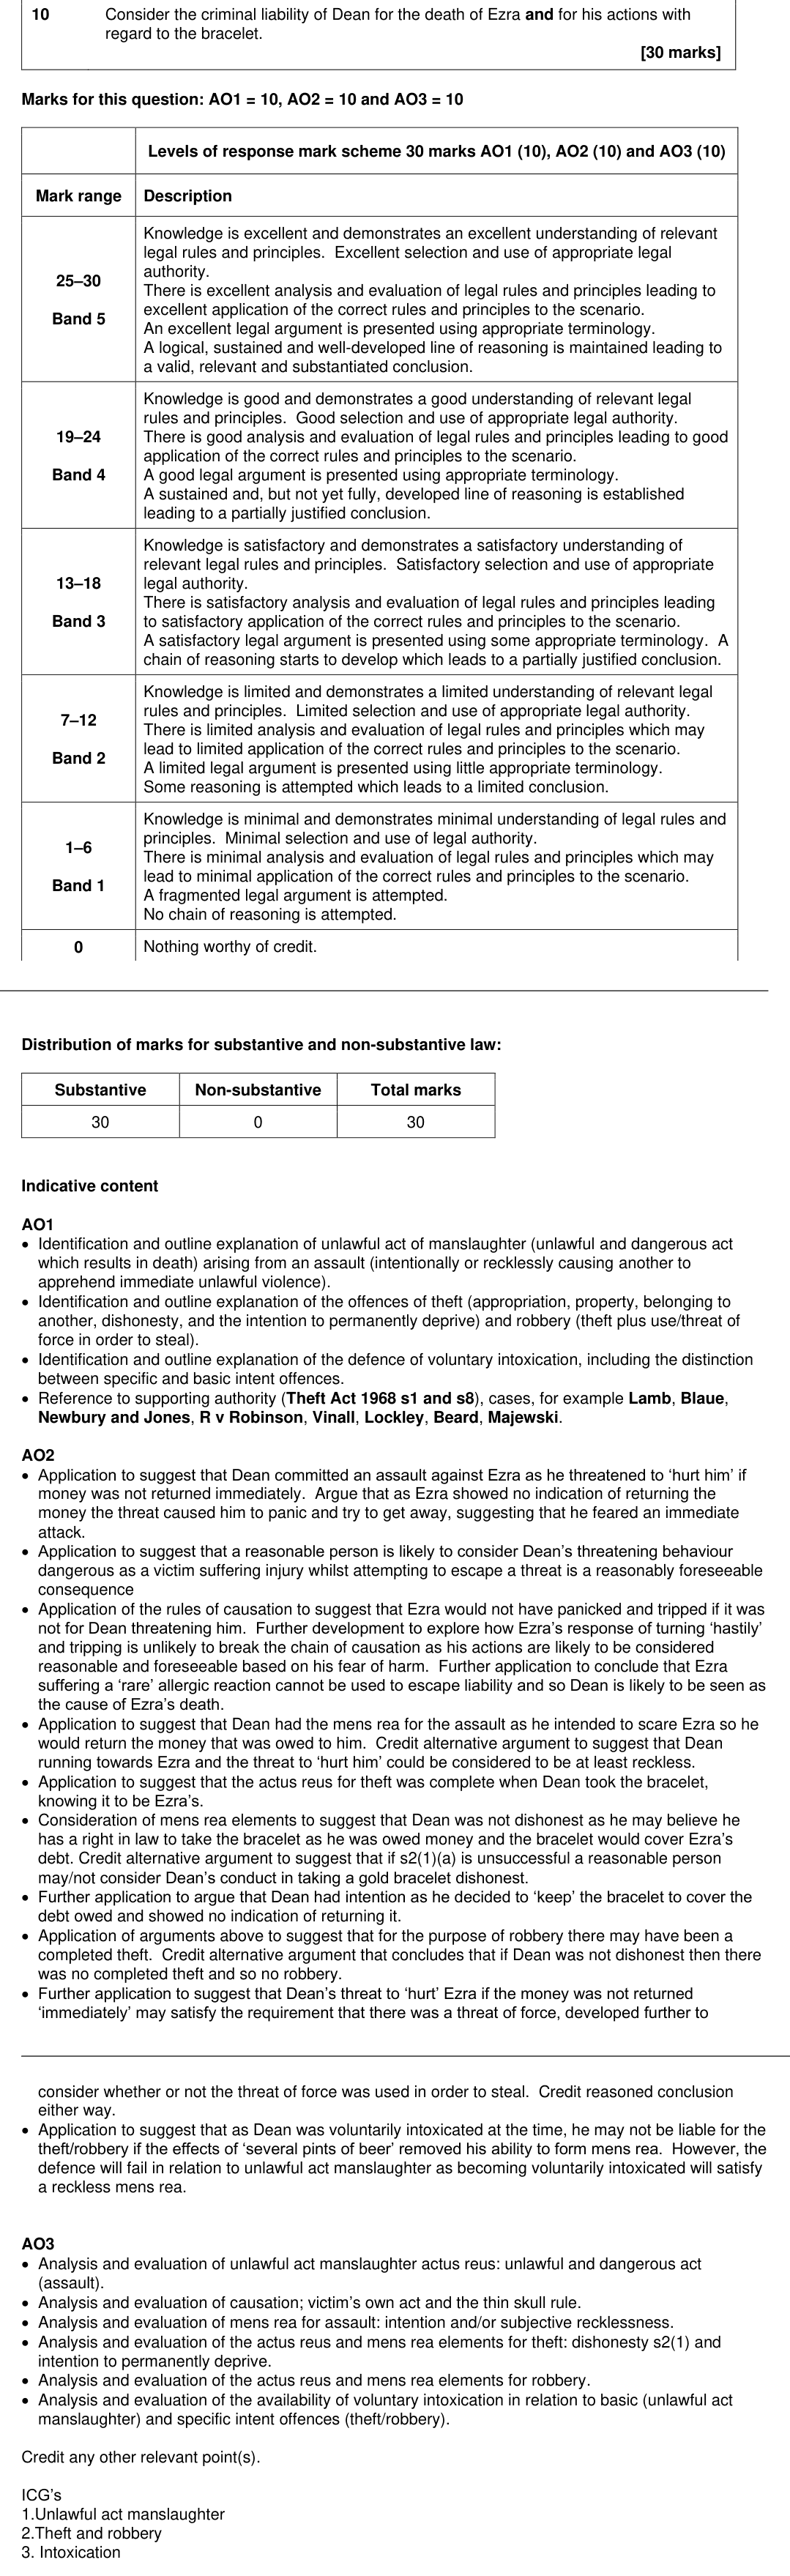 10 Consider the criminal liability of Dean for the death of Ezra and for his actions with
regard to the bracelet.
[30 marks]
Marks for this question: AO1 = 10, AO2 = 10 and AO3 = 10
Levels of response mark scheme 30 marks AO1 (10), AO2 (10) and AO3 (10)
Mark range Description
25–30
Band 5
Knowledge is excellent and demonstrates an excellent understanding of relevant
legal rules and principles. Excellent selection and use of appropriate legal
authority.
There is excellent analysis and evaluation of legal rules and principles leading to
excellent application of the correct rules and principles to the scenario.
An excellent legal argument is presented using appropriate terminology.
A logical, sustained and well-developed line of reasoning is maintained leading to
a valid, relevant and substantiated conclusion.
19–24
Band 4
Knowledge is good and demonstrates a good understanding of relevant legal
rules and principles. Good selection and use of appropriate legal authority.
There is good analysis and evaluation of legal rules and principles leading to good
application of the correct rules and principles to the scenario.
A good legal argument is presented using appropriate terminology.
A sustained and, but not yet fully, developed line of reasoning is established
leading to a partially justified conclusion.
13–18
Band 3
Knowledge is satisfactory and demonstrates a satisfactory understanding of
relevant legal rules and principles. Satisfactory selection and use of appropriate
legal authority.
There is satisfactory analysis and evaluation of legal rules and principles leading
to satisfactory application of the correct rules and principles to the scenario.
A satisfactory legal argument is presented using some appropriate terminology. A
chain of reasoning starts to develop which leads to a partially justified conclusion.
7–12
Band 2
Knowledge is limited and demonstrates a limited understanding of relevant legal
rules and principles. Limited selection and use of appropriate legal authority.
There is limited analysis and evaluation of legal rules and principles which may
lead to limited application of the correct rules and principles to the scenario.
A limited legal argument is presented using little appropriate terminology.
Some reasoning is attempted which leads to a limited conclusion.
1–6
Band 1
Knowledge is minimal and demonstrates minimal understanding of legal rules and
principles. Minimal selection and use of legal authority.
There is minimal analysis and evaluation of legal rules and principles which may
lead to minimal application of the correct rules and principles to the scenario.
A fragmented legal argument is attempted.
No chain of reasoning is attempted.
0 Nothing worthy of credit.
Distribution of marks for substantive and non-substantive law:
Substantive Non-substantive Total marks
30 0 30
Indicative content
AO1
• Identification and outline explanation of unlawful act of manslaughter (unlawful and dangerous act
which results in death) arising from an assault (intentionally or recklessly causing another to
apprehend immediate unlawful violence).
• Identification and outline explanation of the offences of theft (appropriation, property, belonging to
another, dishonesty, and the intention to permanently deprive) and robbery (theft plus use/threat of
force in order to steal).
• Identification and outline explanation of the defence of voluntary intoxication, including the distinction
between specific and basic intent offences.
• Reference to supporting authority (Theft Act 1968 s1 and s8), cases, for example Lamb, Blaue,
Newbury and Jones, R v Robinson, Vinall, Lockley, Beard, Majewski.
AO2
• Application to suggest that Dean committed an assault against Ezra as he threatened to ‘hurt him’ if
money was not returned immediately. Argue that as Ezra showed no indication of returning the
money the threat caused him to panic and try to get away, suggesting that he feared an immediate
attack.
• Application to suggest that a reasonable person is likely to consider Dean’s threatening behaviour
dangerous as a victim suffering injury whilst attempting to escape a threat is a reasonably foreseeable
consequence
• Application of the rules of causation to suggest that Ezra would not have panicked and tripped if it was
not for Dean threatening him. Further development to explore how Ezra’s response of turning ‘hastily’
and tripping is unlikely to break the chain of causation as his actions are likely to be considered
reasonable and foreseeable based on his fear of harm. Further application to conclude that Ezra
suffering a ‘rare’ allergic reaction cannot be used to escape liability and so Dean is likely to be seen as
the cause of Ezra’s death.
• Application to suggest that Dean had the mens rea for the assault as he intended to scare Ezra so he
would return the money that was owed to him. Credit alternative argument to suggest that Dean
running towards Ezra and the threat to ‘hurt him’ could be considered to be at least reckless.
• Application to suggest that the actus reus for theft was complete when Dean took the bracelet,
knowing it to be Ezra’s.
• Consideration of mens rea elements to suggest that Dean was not dishonest as he may believe he
has a right in law to take the bracelet as he was owed money and the bracelet would cover Ezra’s
debt. Credit alternative argument to suggest that if s2(1)(a) is unsuccessful a reasonable person
may/not consider Dean’s conduct in taking a gold bracelet dishonest.
• Further application to argue that Dean had intention as he decided to ‘keep’ the bracelet to cover the
debt owed and showed no indication of returning it.
• Application of arguments above to suggest that for the purpose of robbery there may have been a
completed theft. Credit alternative argument that concludes that if Dean was not dishonest then there
was no completed theft and so no robbery.
• Further application to suggest that Dean’s threat to ‘hurt’ Ezra if the money was not returned
‘immediately’ may satisfy the requirement that there was a threat of force, developed further to
consider whether or not the threat of force was used in order to steal. Credit reasoned conclusion
either way.
• Application to suggest that as Dean was voluntarily intoxicated at the time, he may not be liable for the
theft/robbery if the effects of ‘several pints of beer’ removed his ability to form mens rea. However, the
defence will fail in relation to unlawful act manslaughter as becoming voluntarily intoxicated will satisfy
a reckless mens rea.
AO3
• Analysis and evaluation of unlawful act manslaughter actus reus: unlawful and dangerous act
(assault).
• Analysis and evaluation of causation; victim’s own act and the thin skull rule.
• Analysis and evaluation of mens rea for assault: intention and/or subjective recklessness.
• Analysis and evaluation of the actus reus and mens rea elements for theft: dishonesty s2(1) and
intention to permanently deprive.
• Analysis and evaluation of the actus reus and mens rea elements for robbery.
• Analysis and evaluation of the availability of voluntary intoxication in relation to basic (unlawful act
manslaughter) and specific intent offences (theft/robbery).
Credit any other relevant point(s).
ICG’s
1.Unlawful act manslaughter
2.Theft and robbery
3. Intoxication